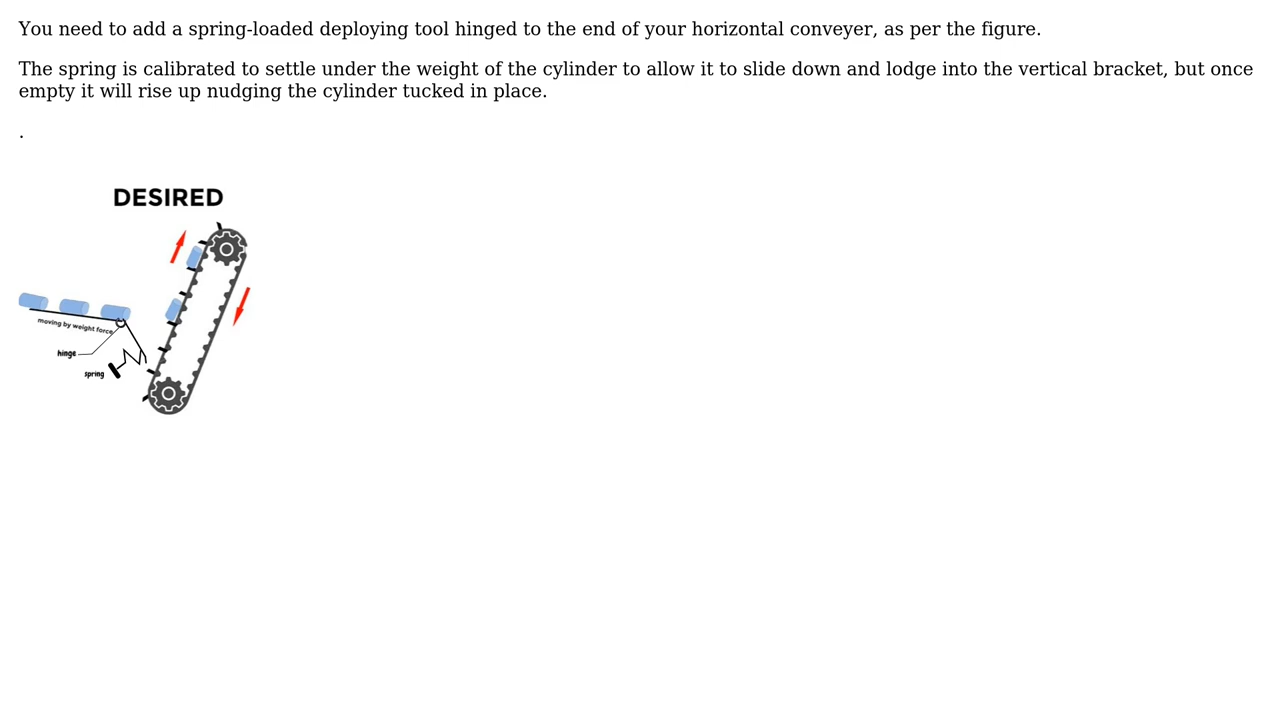 You need to add a spring-loaded deploying tool hinged to the end of your horizontal conveyer, as per the figure.
The spring is calibrated to settle under the weight of the cylinder to allow it to slide down and lodge into the vertical bracket, but once
empty it will rise up nudging the cylinder tucked in place.
.
DESIRED
moving by weight force
hinge
spring